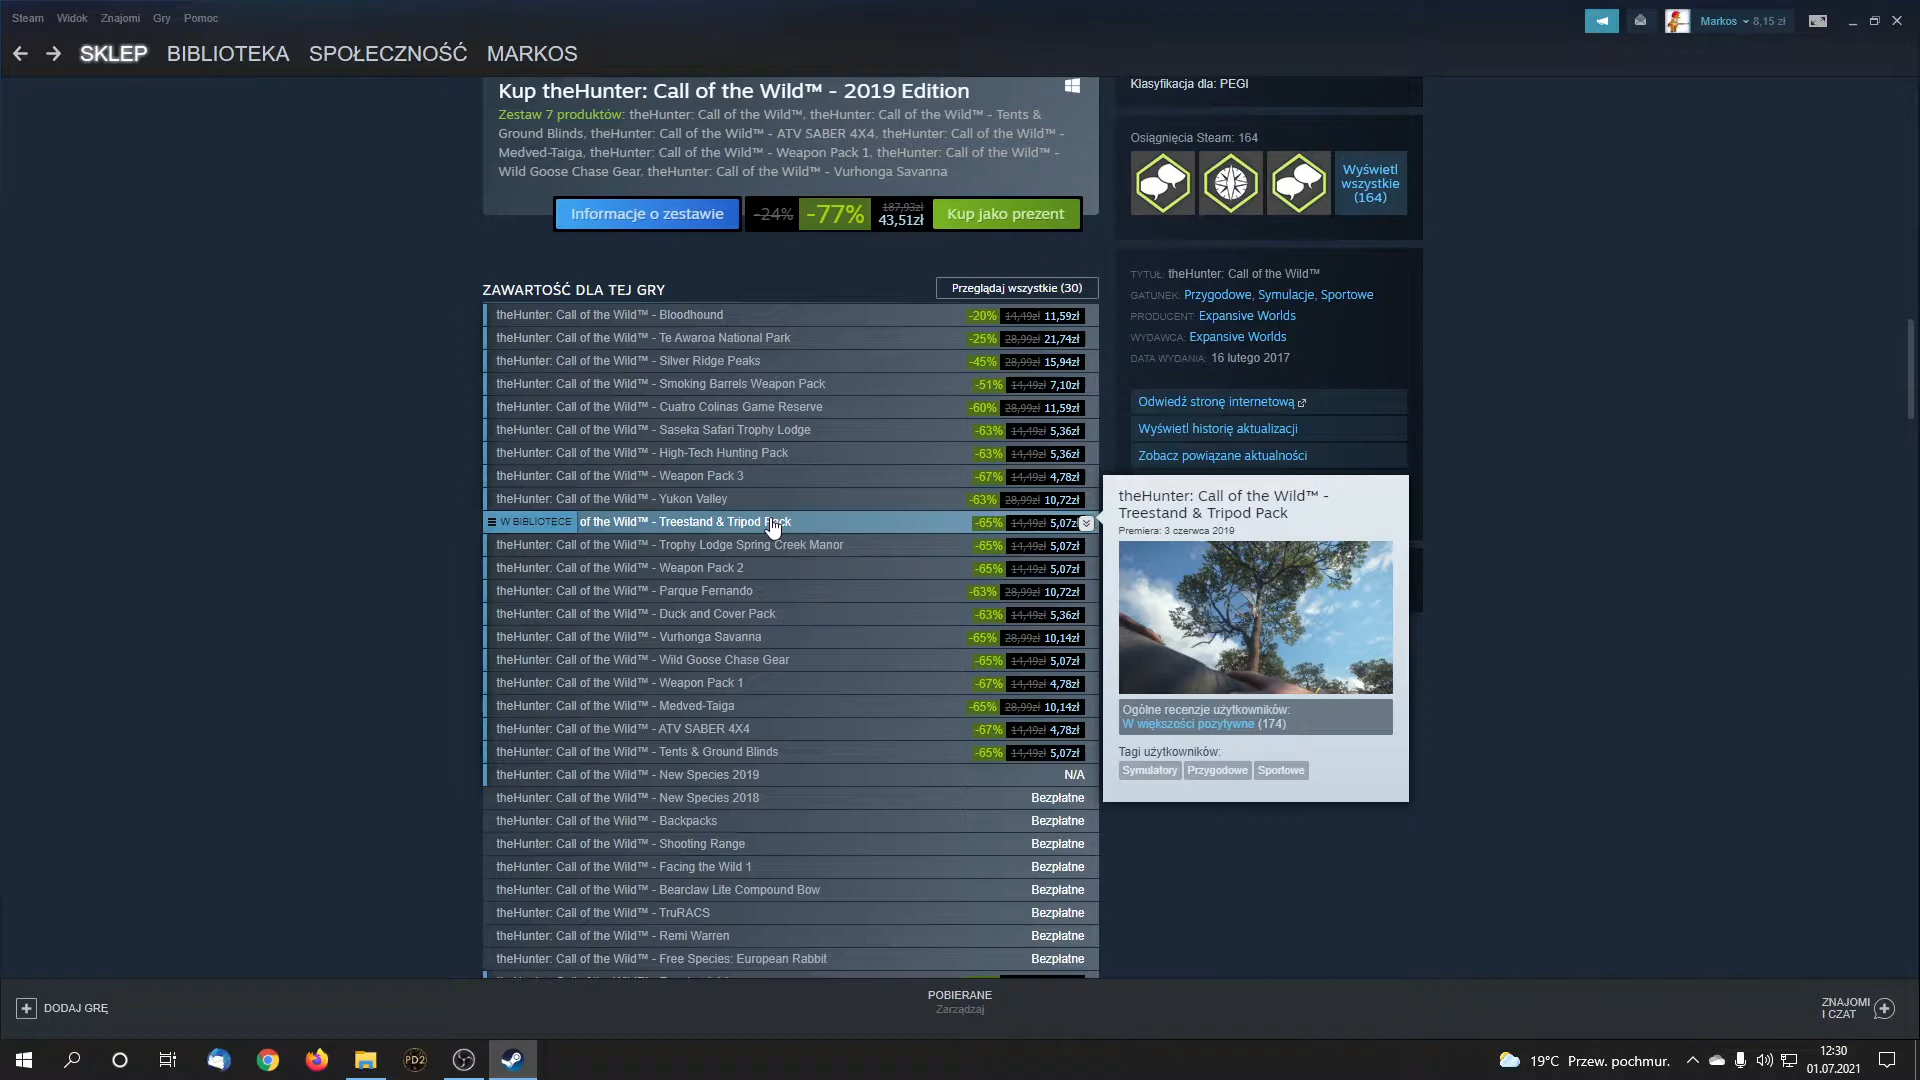 Steam Widok Znajomi Gry Pomoc
Markos 8,15 zł
SKLEP BIBLIOTEKA SPOŁECZNOŚĆ MARKOS
Kup theHunter: Call of the Wild™ - 2019 Edition
Zestaw 7 produktów: theHunter: Call of the Wild™, theHunter: Call of the Wild™ - Tents &
Ground Blinds, theHunter: Call of the Wild™ - ATV SABER 4X4, theHunter: Call of the Wild™ -
Medved-Taiga, theHunter: Call of the Wild™ - Weapon Pack 1, theHunter: Call of the Wild™ -
Wild Goose Chase Gear, theHunter: Call of the Wild™ - Vurhonga Savanna
Informacje o zestawie -24% -77% 187,93zł 43,51zł Kup jako prezent
ZAWARTOŚĆ DLA TEJ GRY Przeglądaj wszystkie (30)
theHunter: Call of the Wild™ - Bloodhound -20% 14,49zł 11,59zł
theHunter: Call of the Wild™ - Te Awaroa National Park -25% 28,99zł 21,74zł
theHunter: Call of the Wild™ - Silver Ridge Peaks -45% 28,99zł 15,94zł
theHunter: Call of the Wild™ - Smoking Barrels Weapon Pack -51% 14,49zł 7,10zł
theHunter: Call of the Wild™ - Cuatro Colinas Game Reserve -60% 28,99zł 11,59zł
theHunter: Call of the Wild™ - Saseka Safari Trophy Lodge -63% 14,49zł 5,36zł
theHunter: Call of the Wild™ - High-Tech Hunting Pack -63% 14,49zł 5,36zł
theHunter: Call of the Wild™ - Weapon Pack 3 -67% 14,49zł 4,78zł
theHunter: Call of the Wild™ - Yukon Valley -63% 28,99zł 10,72zł
W BIBLIOTECE of the Wild™ - Treestand & Tripod Pack -65% 14,49zł 5,07zł
theHunter: Call of the Wild™ - Trophy Lodge Spring Creek Manor -65% 14,49zł 5,07zł
theHunter: Call of the Wild™ - Weapon Pack 2 -65% 14,49zł 5,07zł
theHunter: Call of the Wild™ - Parque Fernando -63% 28,99zł 10,72zł
theHunter: Call of the Wild™ - Duck and Cover Pack -63% 14,49zł 5,36zł
theHunter: Call of the Wild™ - Vurhonga Savanna -65% 28,99zł 10,14zł
theHunter: Call of the Wild™ - Wild Goose Chase Gear -65% 14,49zł 5,07zł
theHunter: Call of the Wild™ - Weapon Pack 1 -67% 14,49zł 4,78zł
theHunter: Call of the Wild™ - Medved-Taiga -65% 28,99zł 10,14zł
theHunter: Call of the Wild™ - ATV SABER 4X4 -67% 14,49zł 4,78zł
theHunter: Call of the Wild™ - Tents & Ground Blinds -65% 14,49zł 5,07zł
theHunter: Call of the Wild™ - New Species 2019 N/A
theHunter: Call of the Wild™ - New Species 2018 Bezpłatne
theHunter: Call of the Wild™ - Backpacks Bezpłatne
theHunter: Call of the Wild™ - Shooting Range Bezpłatne
theHunter: Call of the Wild™ - Facing the Wild 1 Bezpłatne
theHunter: Call of the Wild™ - Bearclaw Lite Compound Bow Bezpłatne
theHunter: Call of the Wild™ - TruRACS Bezpłatne
theHunter: Call of the Wild™ - Remi Warren Bezpłatne
theHunter: Call of the Wild™ - Free Species: European Rabbit Bezpłatne
Klasyfikacja dla: PEGI
Osiągnięcia Steam: 164
Wyświetl
wszystkie
(164)
TYTUŁ: theHunter: Call of the Wild™
GATUNEK: Przygodowe, Symulacje, Sportowe
PRODUCENT: Expansive Worlds
WYDAWCA: Expansive Worlds
DATA WYDANIA: 16 lutego 2017
Odwiedź stronę internetową
Wyświetl historię aktualizacji
Zobacz powiązane aktualności
theHunter: Call of the Wild™ -
Treestand & Tripod Pack
Premiera: 3 czerwca 2019
Ogólne recenzje użytkowników:
W większości pozytywne (174)
Tagi użytkowników:
Symulatory Przygodowe Sportowe
DODAJ GRĘ
POBIERANE
Zarządzaj
ZNAJOMI
I CZAT
PD2
19°C Przew. pochmur.
12:30
01.07.2021